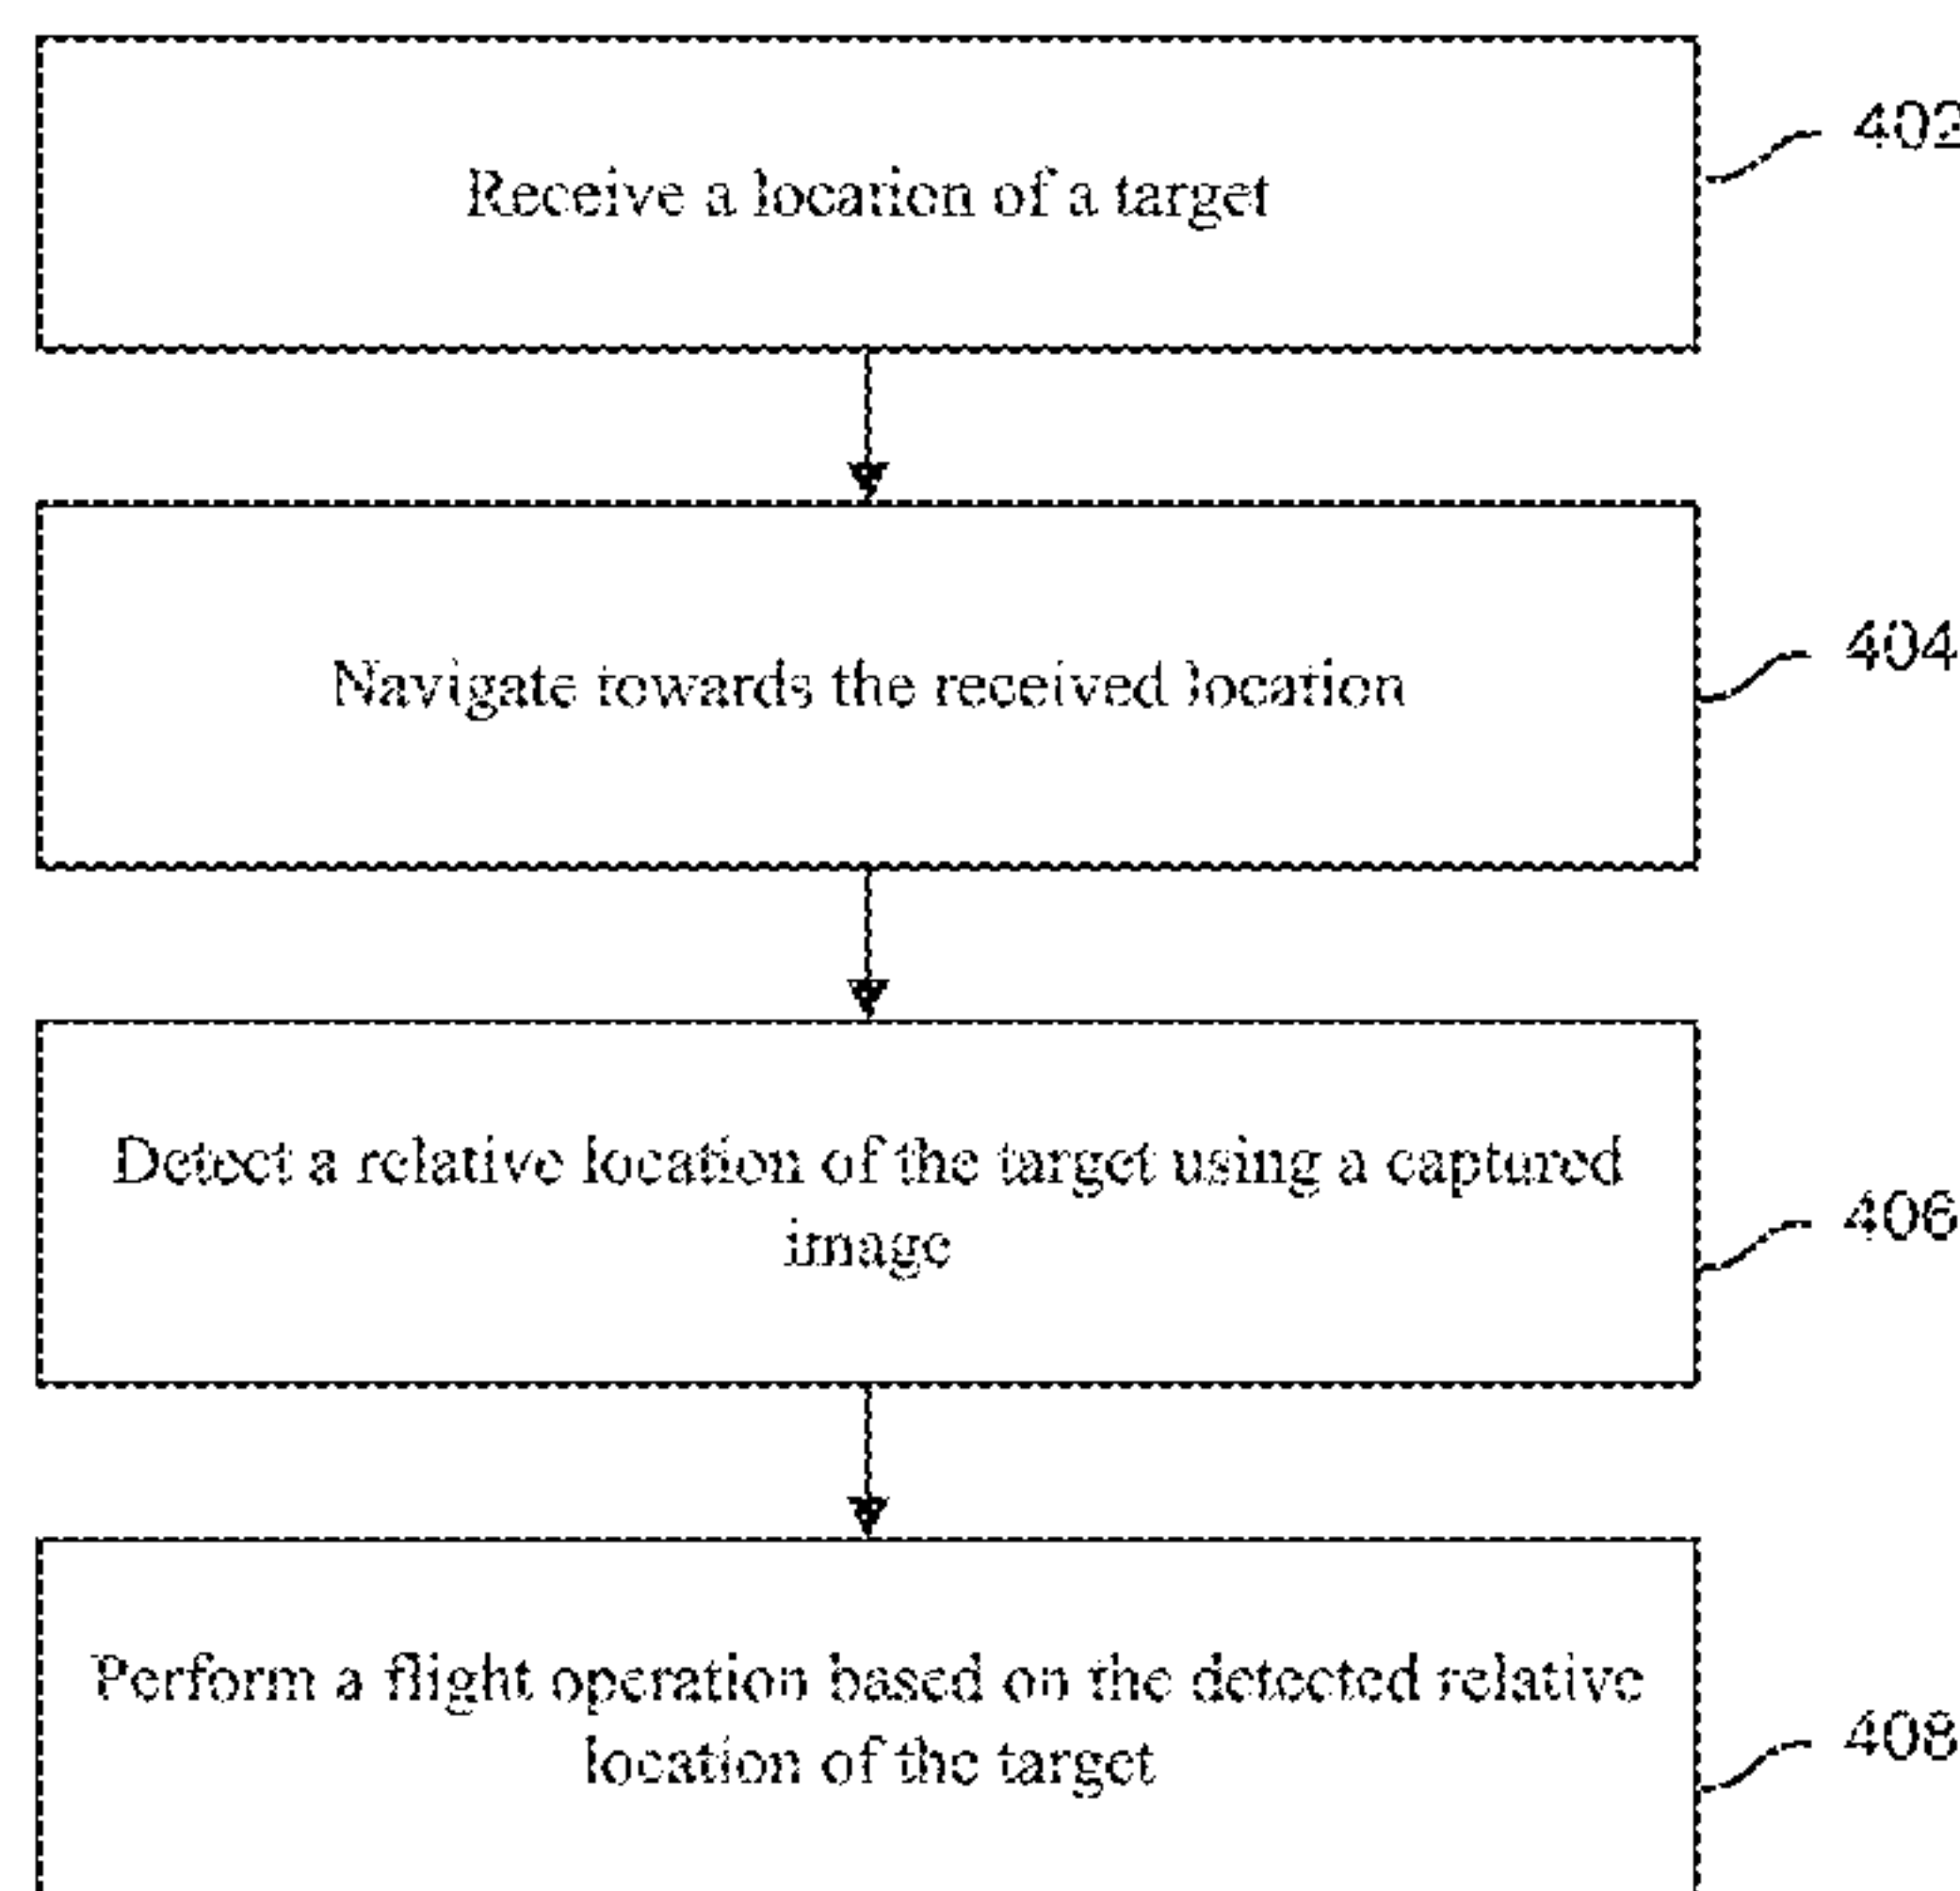 Receive a location of a target
402
Navigate towards the received location
404
Detect a relative location of the target using a captured
image
406
Perform a flight operation based on the detected relative
location of the target
408